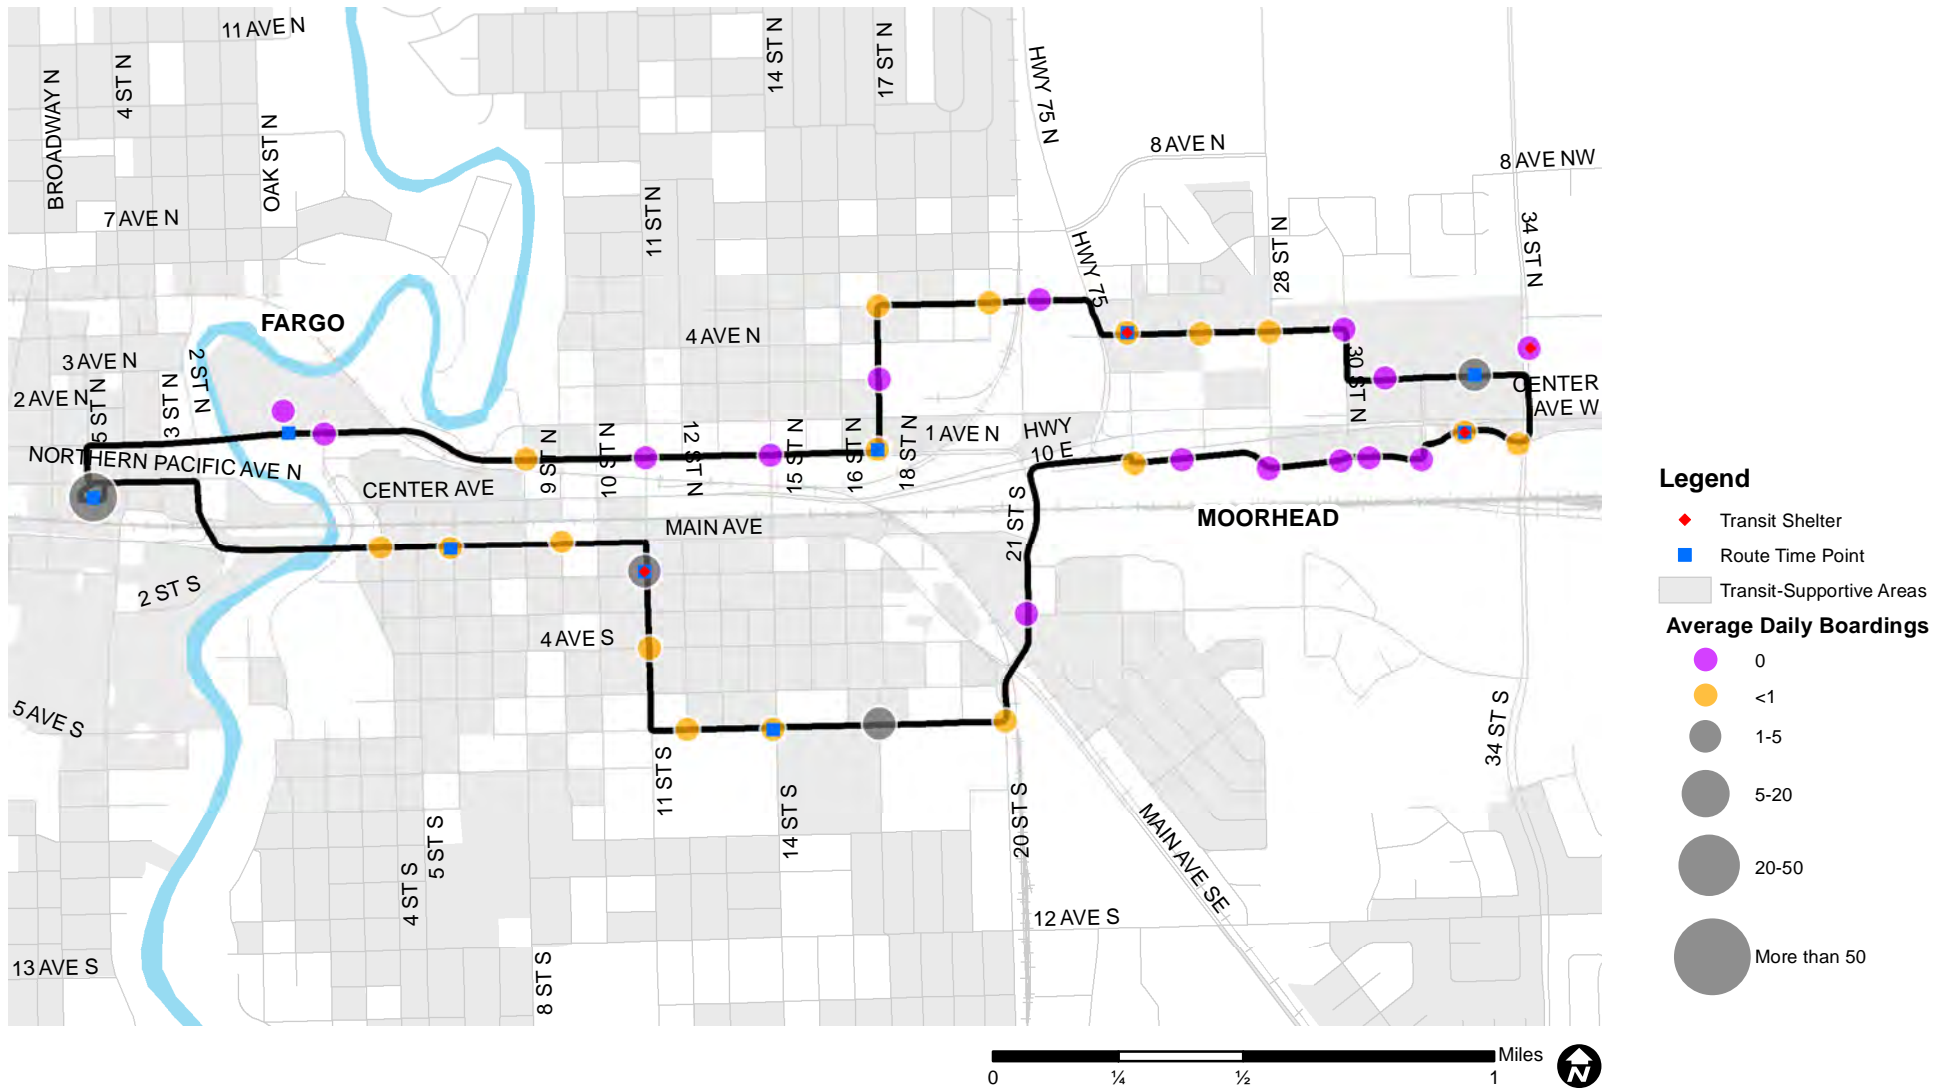 11 AVE N
BROADWAY N
4 ST N
OAK ST N
7 AVE N
14 ST N
17 ST N
HWY 75 N
8 AVE N
8 AVE NW
11 ST N
HWY 75
28 ST N
34 ST N
FARGO
3 AVE N
2 ST N
4 AVE N
2 AVE N
5 ST N
3 ST N
30 ST N
CENTER
AVE W
NORTHERN PACIFIC AVE N
CENTER AVE
9 ST N
10 ST N
12 ST N
15 ST N
16 ST N
18 ST N
1 AVE N
HWY
10 E
MAIN AVE
21 ST S
MOORHEAD
2 ST S
4 AVE S
5 AVE S
11 ST S
14 ST S
20 ST S
34 ST S
5 ST S
4 ST S
MAIN AVE SE
12 AVE S
13 AVE S
8 ST S
Legend
Transit Shelter
Route Time Point
Transit-Supportive Areas
Average Daily Boardings
0
<1
1-5
5-20
20-50
More than 50
Miles
0
¼
½
1
N